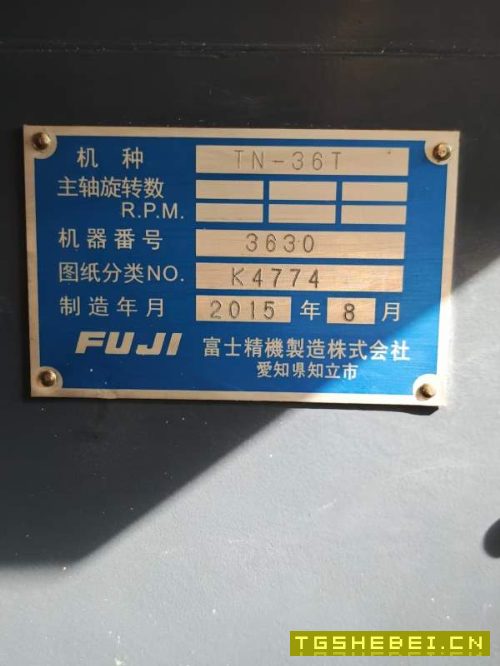 机种 TN-36T
主轴旋转数
R.P.M.
机器番号 3630
图纸分类NO. K4774
制造年月 2015 年 8 月
FUJI 富士精機製造株式会社
愛知県知立市
TGSHEBEI.CN